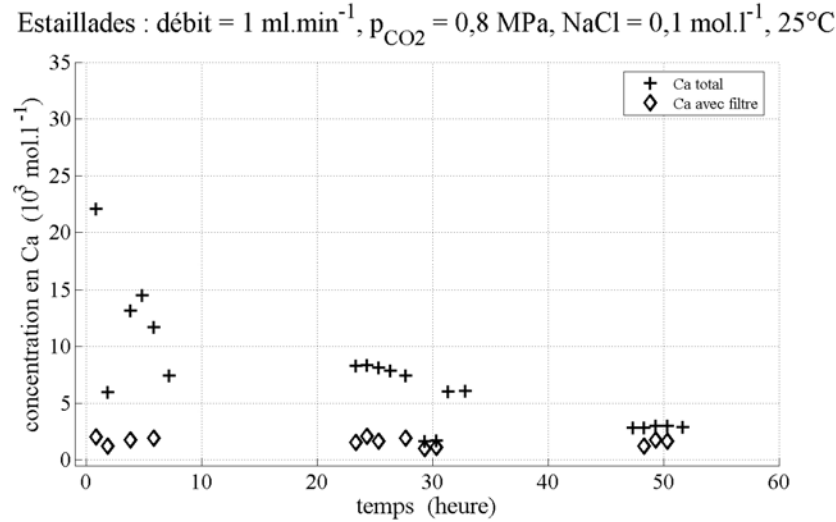 Estaillades : débit = 1 ml.min⁻¹, p_CO2 = 0,8 MPa, NaCl = 0,1 mol.l⁻¹, 25°C
35
30
25
20
15
10
5
0
concentration en Ca (10³ mol.l⁻¹)
Ca total
Ca avec filtre
0 10 20 30 40 50 60
temps (heure)